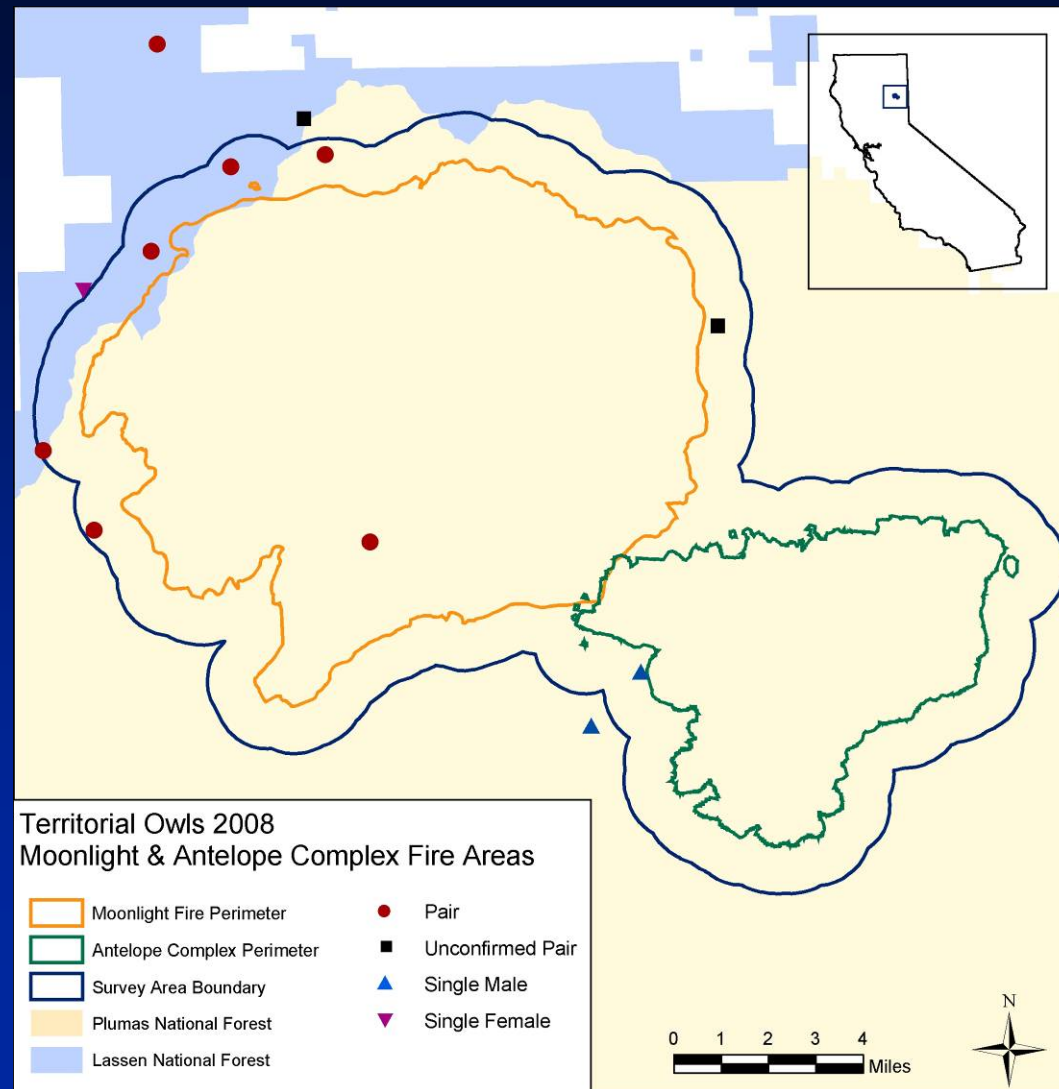 Territorial Owls 2008
Moonlight & Antelope Complex Fire Areas
Moonlight Fire Perimeter
Antelope Complex Perimeter
Survey Area Boundary
Plumas National Forest
Lassen National Forest
Pair
Unconfirmed Pair
Single Male
Single Female
0 1 2 3 4
Miles
N